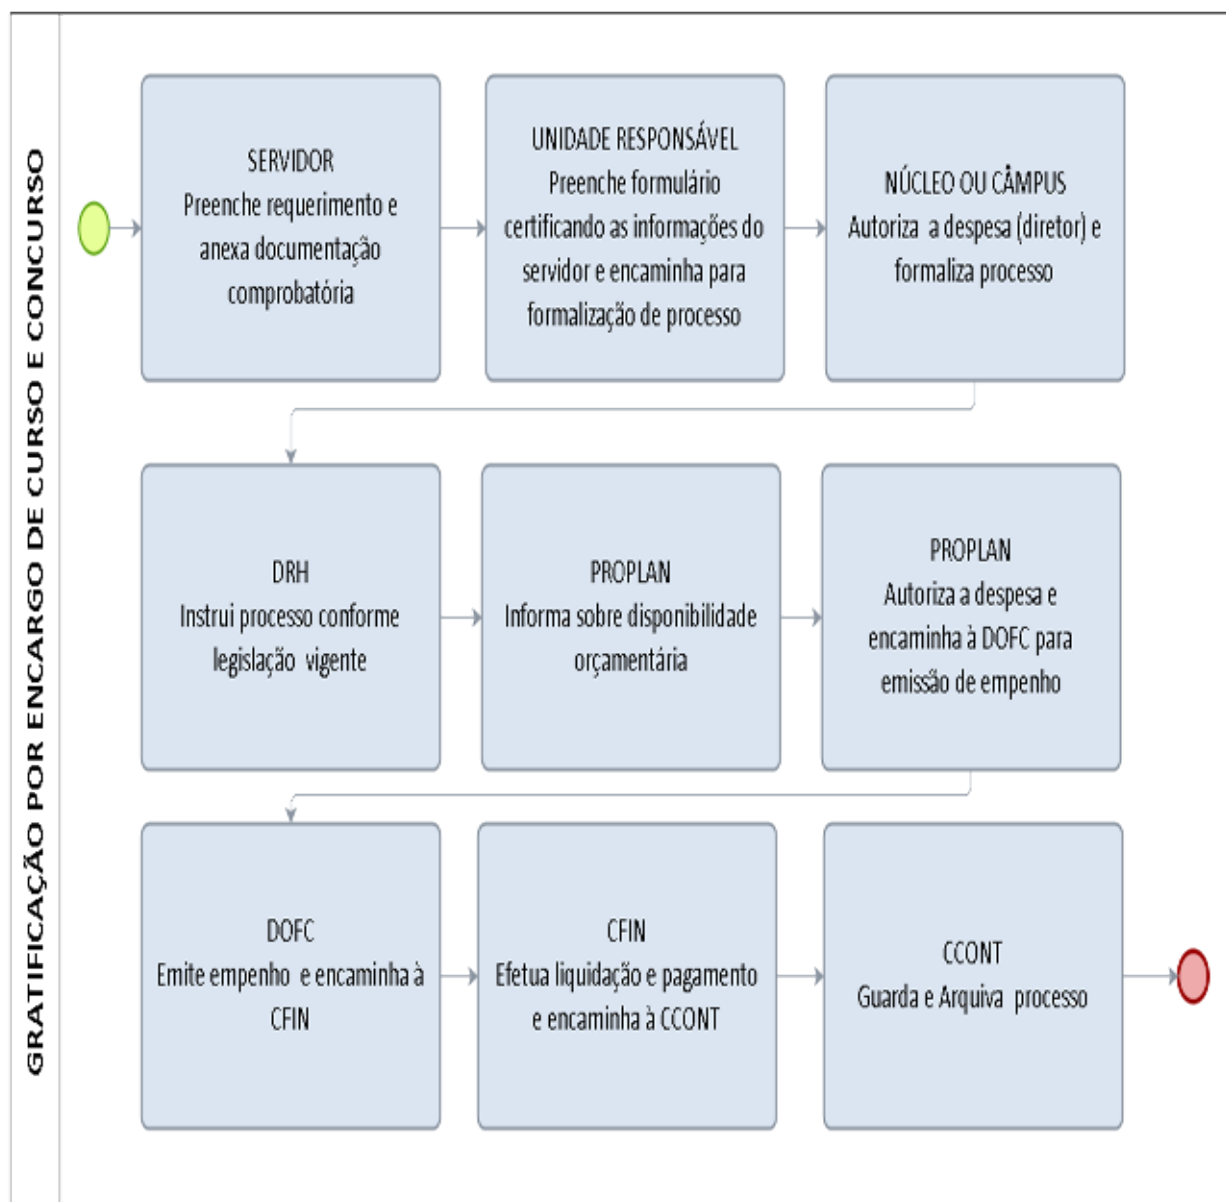 GRATIFICAÇÃO POR ENCARGO DE CURSO E CONCURSO
SERVIDOR
Preenche requerimento e
anexa documentação
comprobatória
UNIDADE RESPONSÁVEL
Preenche formulário
certificando as informações do
servidor e encaminha para
formalização de processo
NÚCLEO OU CÂMPUS
Autoriza a despesa (diretor) e
formaliza processo
DRH
Instrui processo conforme
legislação vigente
PROPLAN
Informa sobre disponibilidade
orçamentária
PROPLAN
Autoriza a despesa e
encaminha à DOFC para
emissão de empenho
DOFC
Emite empenho e encaminha à
CFIN
CFIN
Efetua liquidação e pagamento
e encaminha à CCONT
CCONT
Guarda e Arquiva processo